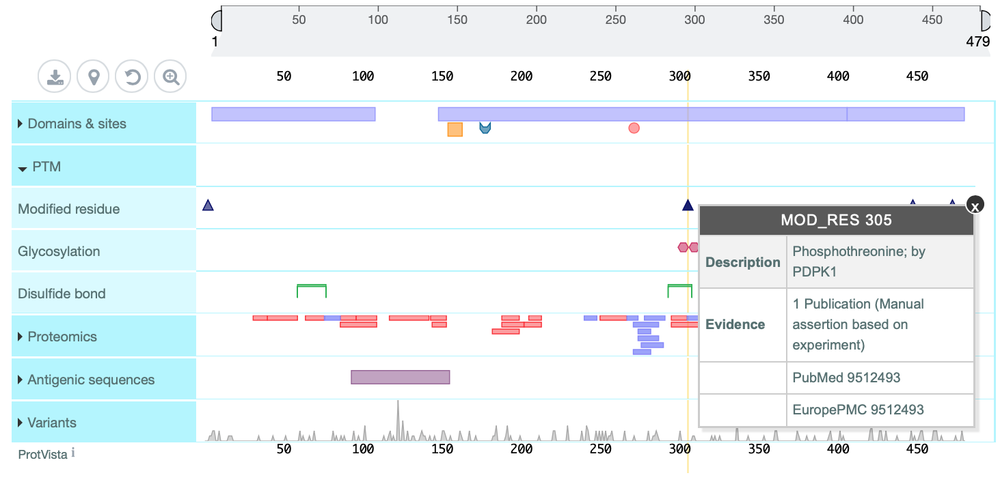 50 100 150 200 250 300 350 400 450
1 479
50 100 150 200 250 300 350 400 450
Domains & sites
PTM
Modified residue
x
MOD_RES 305
Glycosylation
Description Phosphothreonine; by
PDPK1
Disulfide bond
Evidence 1 Publication (Manual
assertion based on
experiment)
Proteomics
Antigenic sequences
PubMed 9512493
EuropePMC 9512493
Variants
ProtVista i
50 100 150 200 250 300 350 400 450